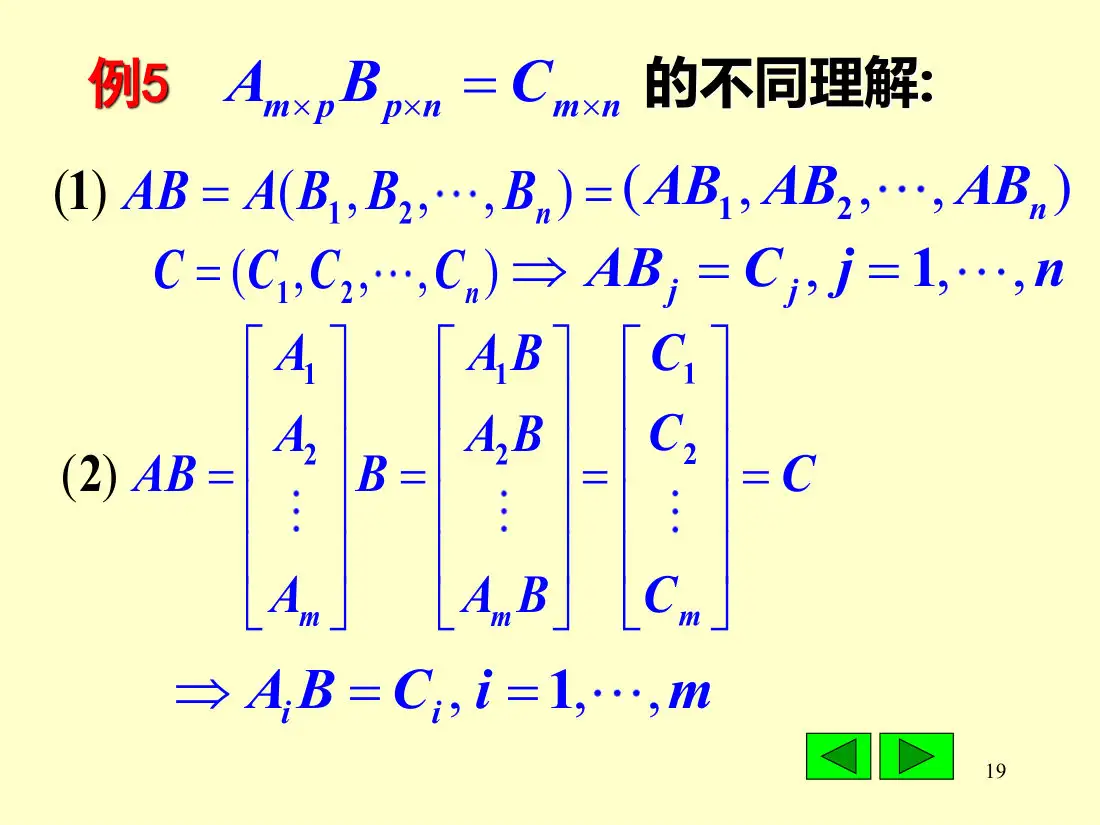 例5 A_{m×p}B_{p×n} = C_{m×n} 的不同理解:
(1) AB = A(B_1, B_2, ⋯, B_n) = (AB_1, AB_2, ⋯, AB_n)
C = (C_1, C_2, ⋯, C_n) ⇒ AB_j = C_j, j = 1, ⋯, n
(2) AB = [A_1 A_2 ⋮ A_m] B = [A_1B A_2B ⋮ A_mB] = [C_1 C_2 ⋮ C_m] = C
⇒ A_iB = C_i, i = 1, ⋯, m
19